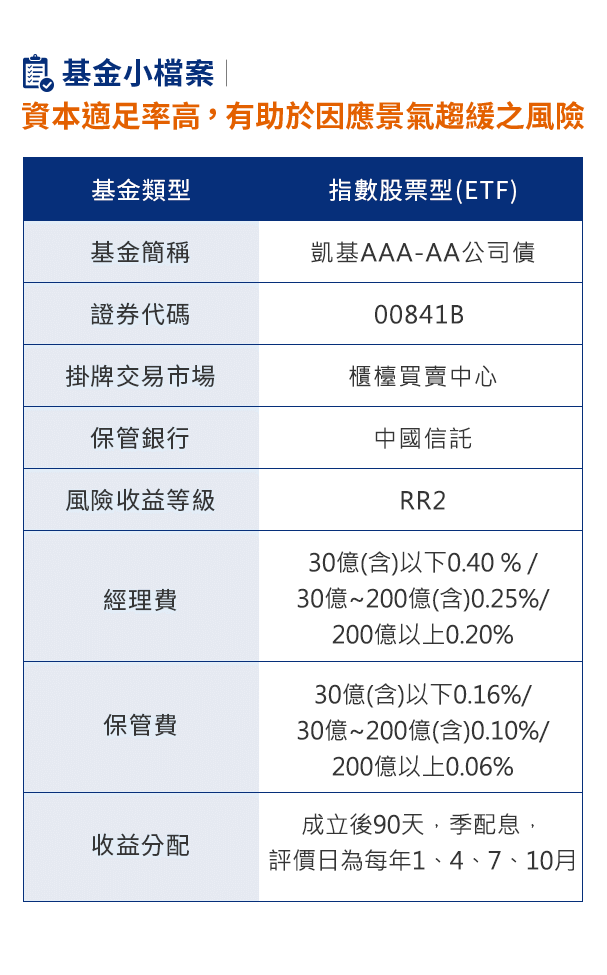 基金小檔案
資本適足率高，有助於因應景氣趨緩之風險
基金類型 指數股票型(ETF)
基金簡稱 凱基AAA-AA公司債
證券代碼 00841B
掛牌交易市場 櫃檯買賣中心
保管銀行 中國信託
風險收益等級 RR2
經理費
30億(含)以下0.40 % /
30億~200億(含)0.25%/
200億以上0.20%
保管費
30億(含)以下0.16%/
30億~200億(含)0.10%/
200億以上0.06%
收益分配
成立後90天，季配息，
評價日為每年1、4、7、10月